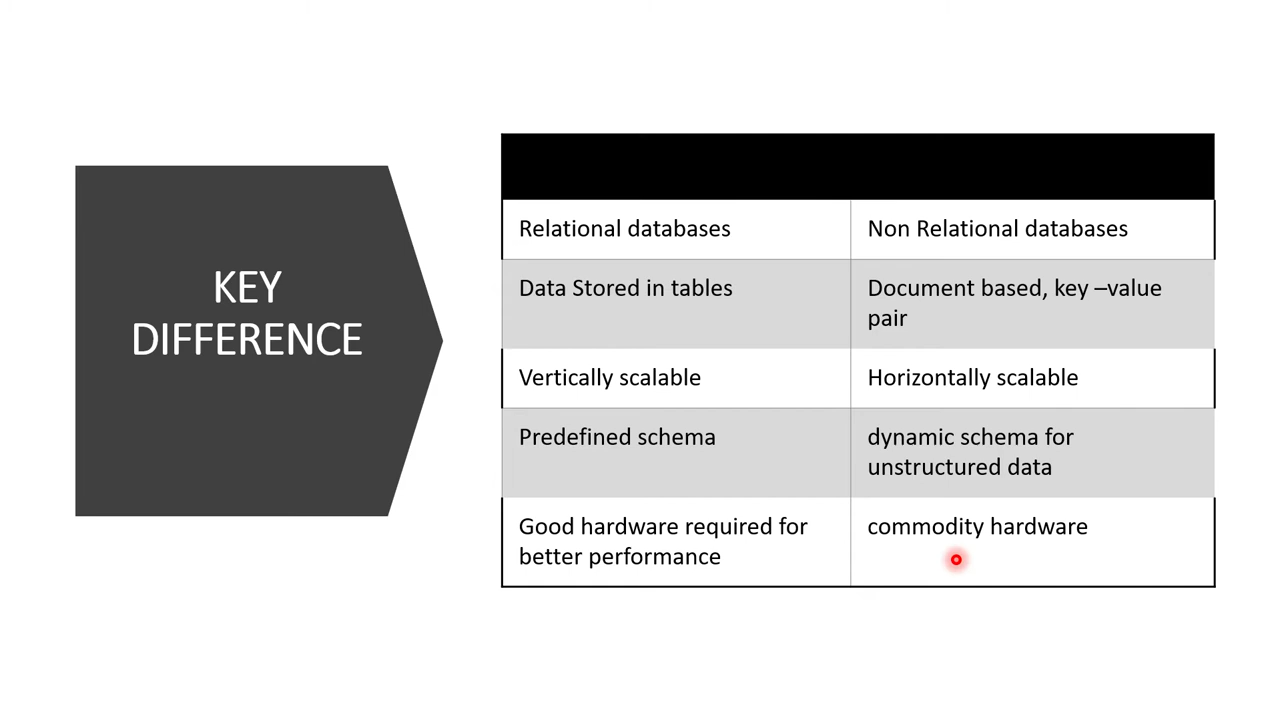 KEY
DIFFERENCE
Relational databases
Non Relational databases
Data Stored in tables
Document based, key –value
pair
Vertically scalable
Horizontally scalable
Predefined schema
dynamic schema for
unstructured data
Good hardware required for
better performance
commodity hardware